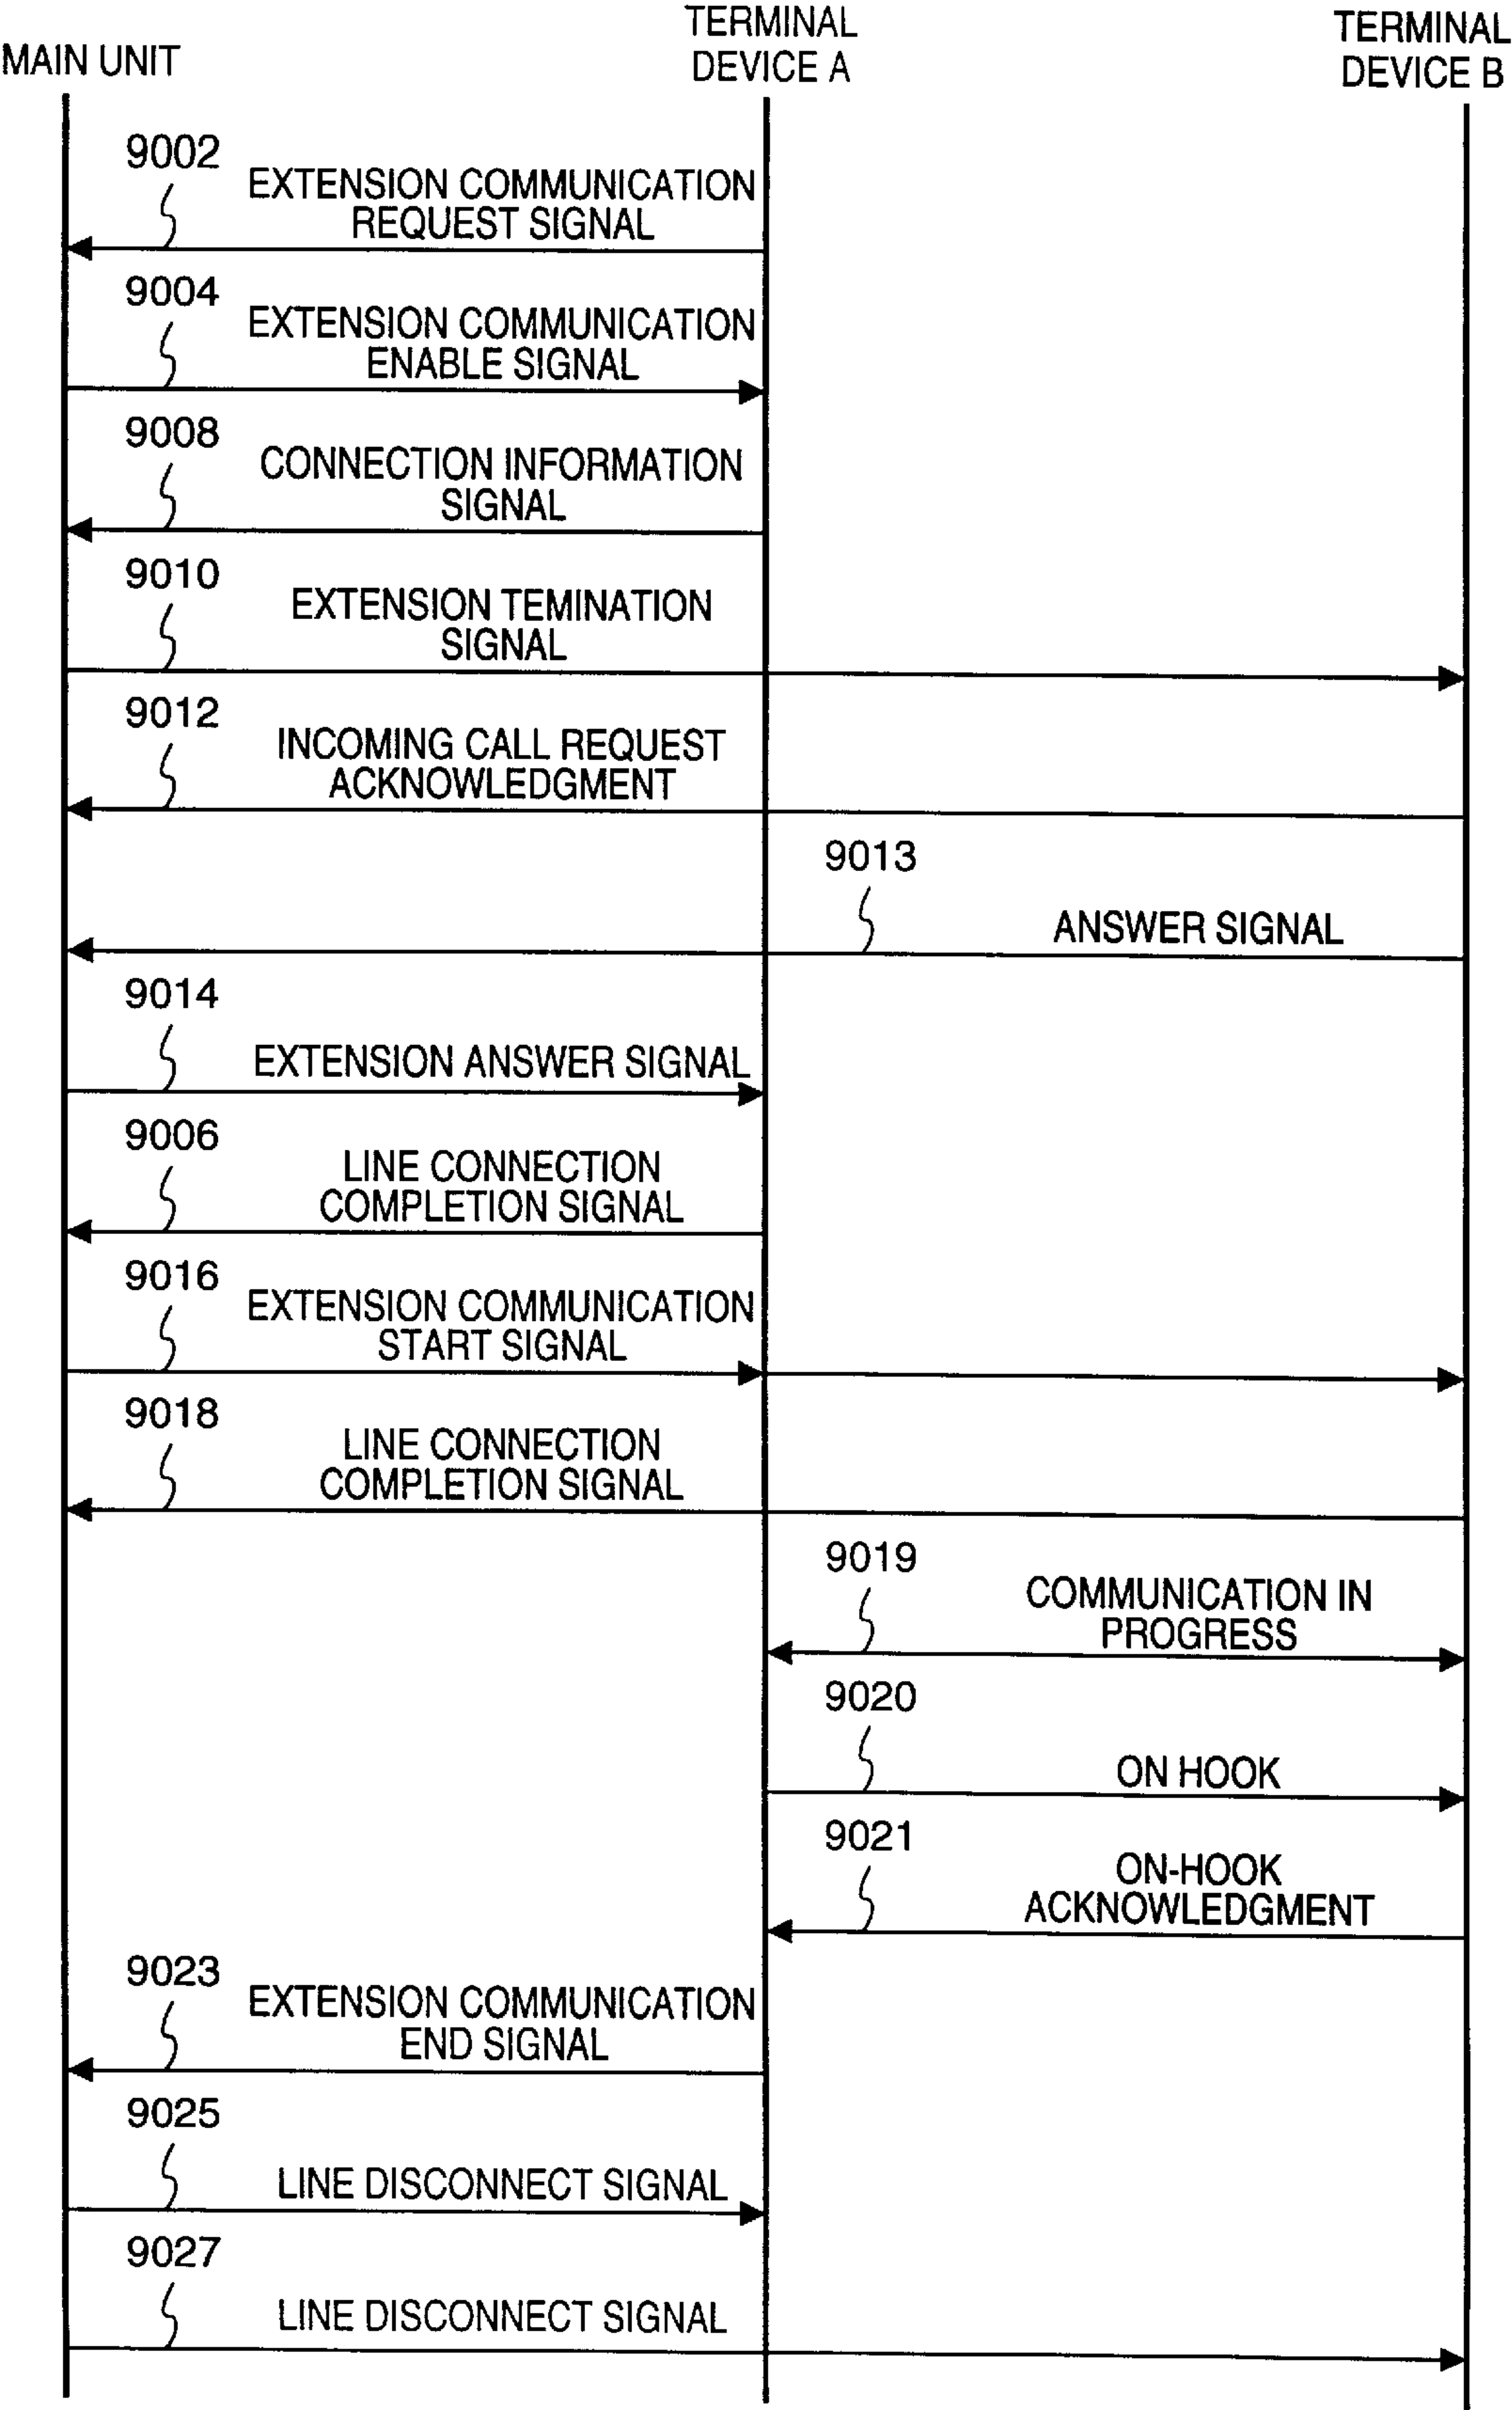 MAIN UNIT
TERMINAL
DEVICE A
TERMINAL
DEVICE B
9002
EXTENSION COMMUNICATION
REQUEST SIGNAL
9004
EXTENSION COMMUNICATION
ENABLE SIGNAL
9008
CONNECTION INFORMATION
SIGNAL
9010
EXTENSION TEMINATION
SIGNAL
9012
INCOMING CALL REQUEST
ACKNOWLEDGMENT
9013
ANSWER SIGNAL
9014
EXTENSION ANSWER SIGNAL
9006
LINE CONNECTION
COMPLETION SIGNAL
9016
EXTENSION COMMUNICATION
START SIGNAL
9018
LINE CONNECTION
COMPLETION SIGNAL
9019
COMMUNICATION IN
PROGRESS
9020
ON HOOK
9021
ON-HOOK
ACKNOWLEDGMENT
9023
EXTENSION COMMUNICATION
END SIGNAL
9025
LINE DISCONNECT SIGNAL
9027
LINE DISCONNECT SIGNAL